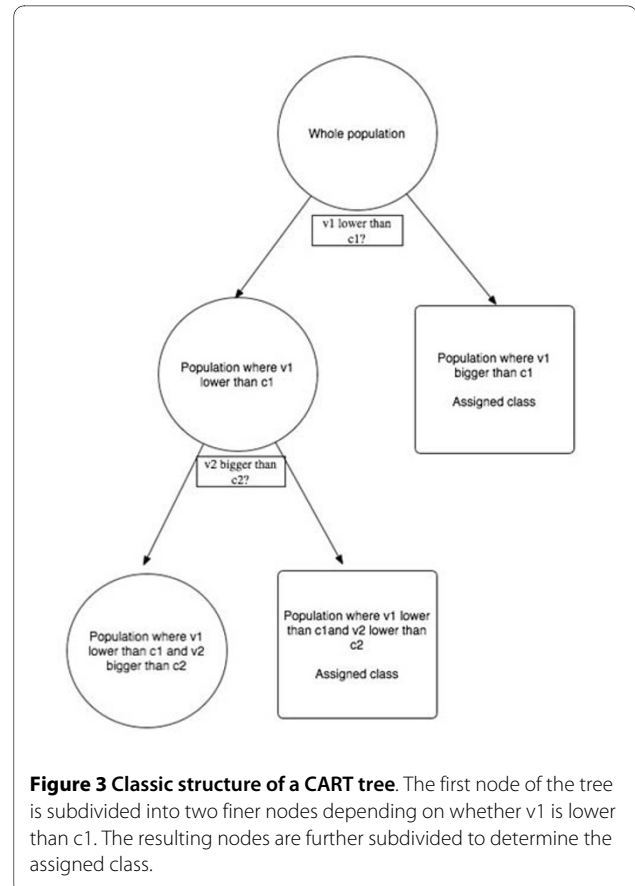 Whole population
v1 lower than
c1?
Population where v1
lower than c1
Population where v1
bigger than c1
Assigned class
v2 bigger than
c2?
Population where v1
lower than c1 and v2
bigger than c2
Population where v1 lower
than c1and v2 lower than
c2
Assigned class
Figure 3 Classic structure of a CART tree. The first node of the tree
is subdivided into two finer nodes depending on whether v1 is lower
than c1. The resulting nodes are further subdivided to determine the
assigned class.